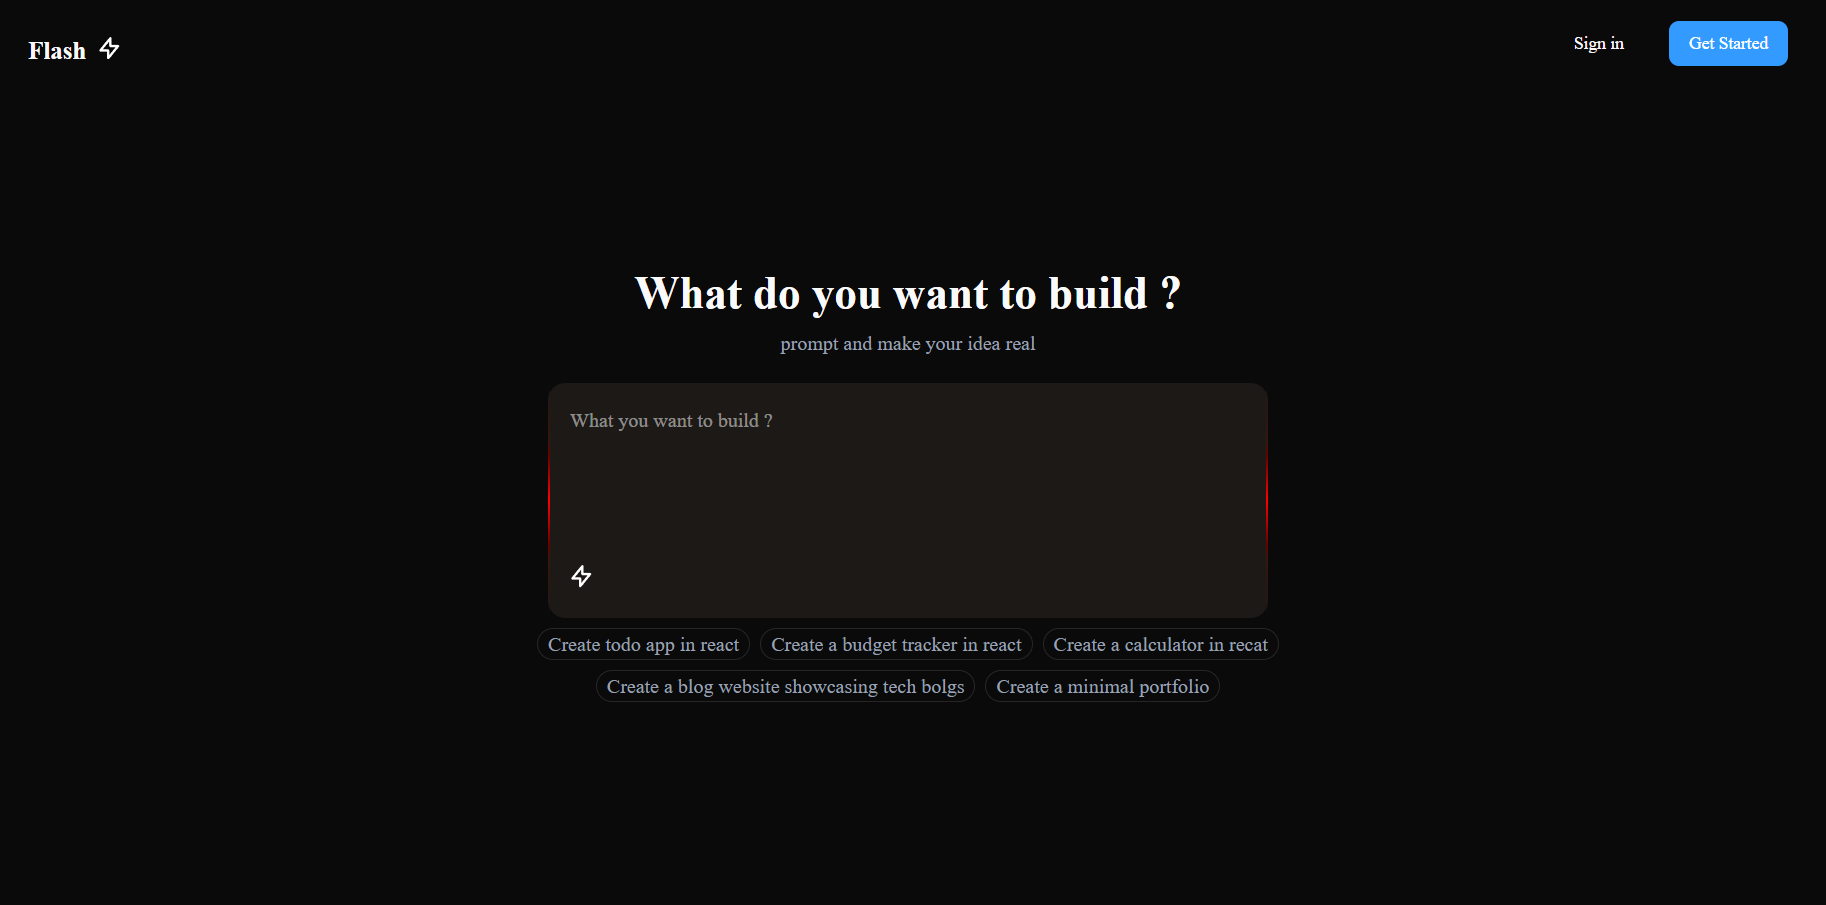 Flash
Sign in
Get Started
What do you want to build ?
prompt and make your idea real
What you want to build ?
Create todo app in react
Create a budget tracker in react
Create a calculator in recat
Create a blog website showcasing tech bolgs
Create a minimal portfolio